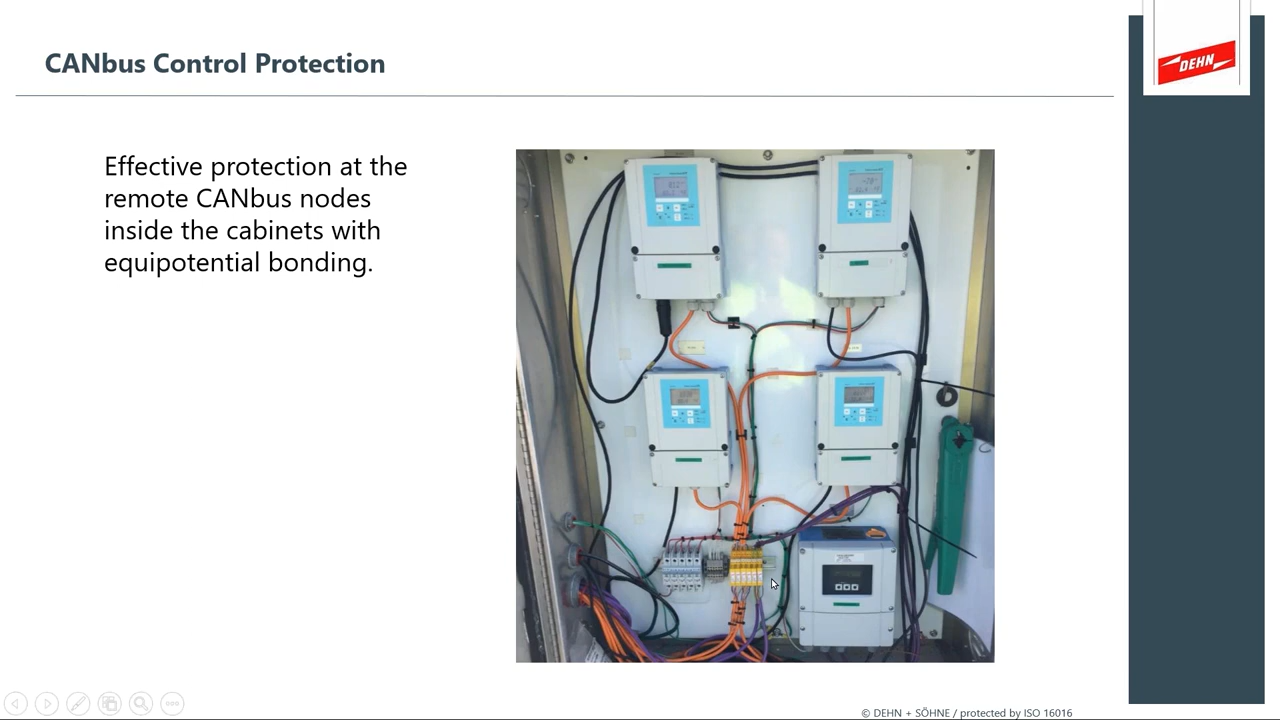 CANbus Control Protection
DEHN
Effective protection at the
remote CANbus nodes
inside the cabinets with
equipotential bonding.
© DEHN + SÖHNE / protected by ISO 16016